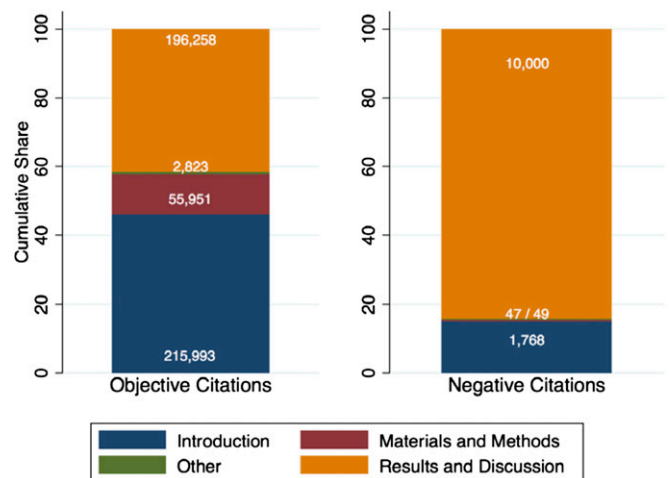 Cumulative Share
100
80
60
40
20
0
196,258
2,823
55,951
215,993
Objective Citations
100
80
60
40
20
0
10,000
47 / 49
1,768
Negative Citations
Introduction
Materials and Methods
Other
Results and Discussion